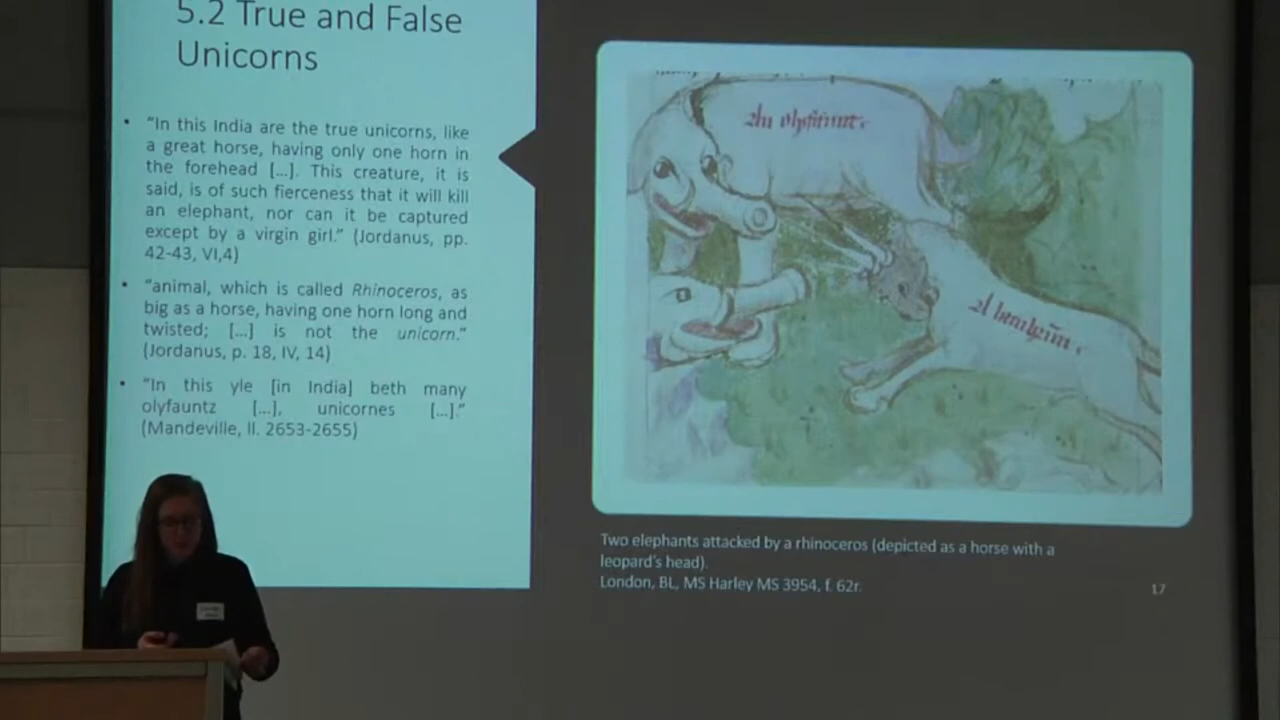 5.2 True and False
Unicorns
• “In this India are the true unicorns, like
a great horse, having only one horn in
the forehead [...]. This creature, it is
said, is of such fierceness that it will kill
an elephant, nor can it be captured
except by a virgin girl.” (Jordanus, pp.
42-43, VI,4)
• “animal, which is called Rhinoceros, as
big as a horse, having one horn long and
twisted; [...] is not the unicorn.”
(Jordanus, p. 18, IV, 14)
• “In this yle [in India] beth many
olyfauntz [...], unicornes [...].”
(Mandeville, ll. 2653-2655)
Two elephants attacked by a rhinoceros (depicted as a horse with a
leopard’s head).
London, BL, MS Harley MS 3954, f. 62r.
17